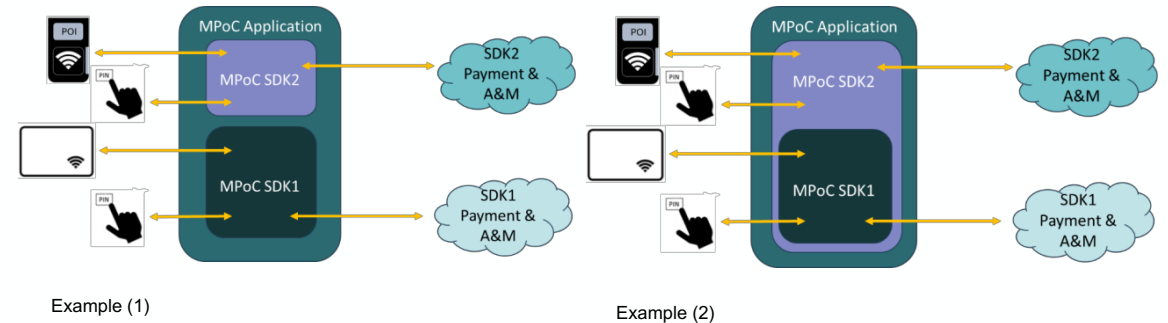 MPoC Application
POI
MPoC SDK2
PIN
SDK2
Payment &
A&M
MPoC SDK1
PIN
SDK1
Payment &
A&M
Example (1)
MPoC Application
POI
MPoC SDK2
PIN
SDK2
Payment &
A&M
MPoC SDK1
PIN
SDK1
Payment &
A&M
Example (2)